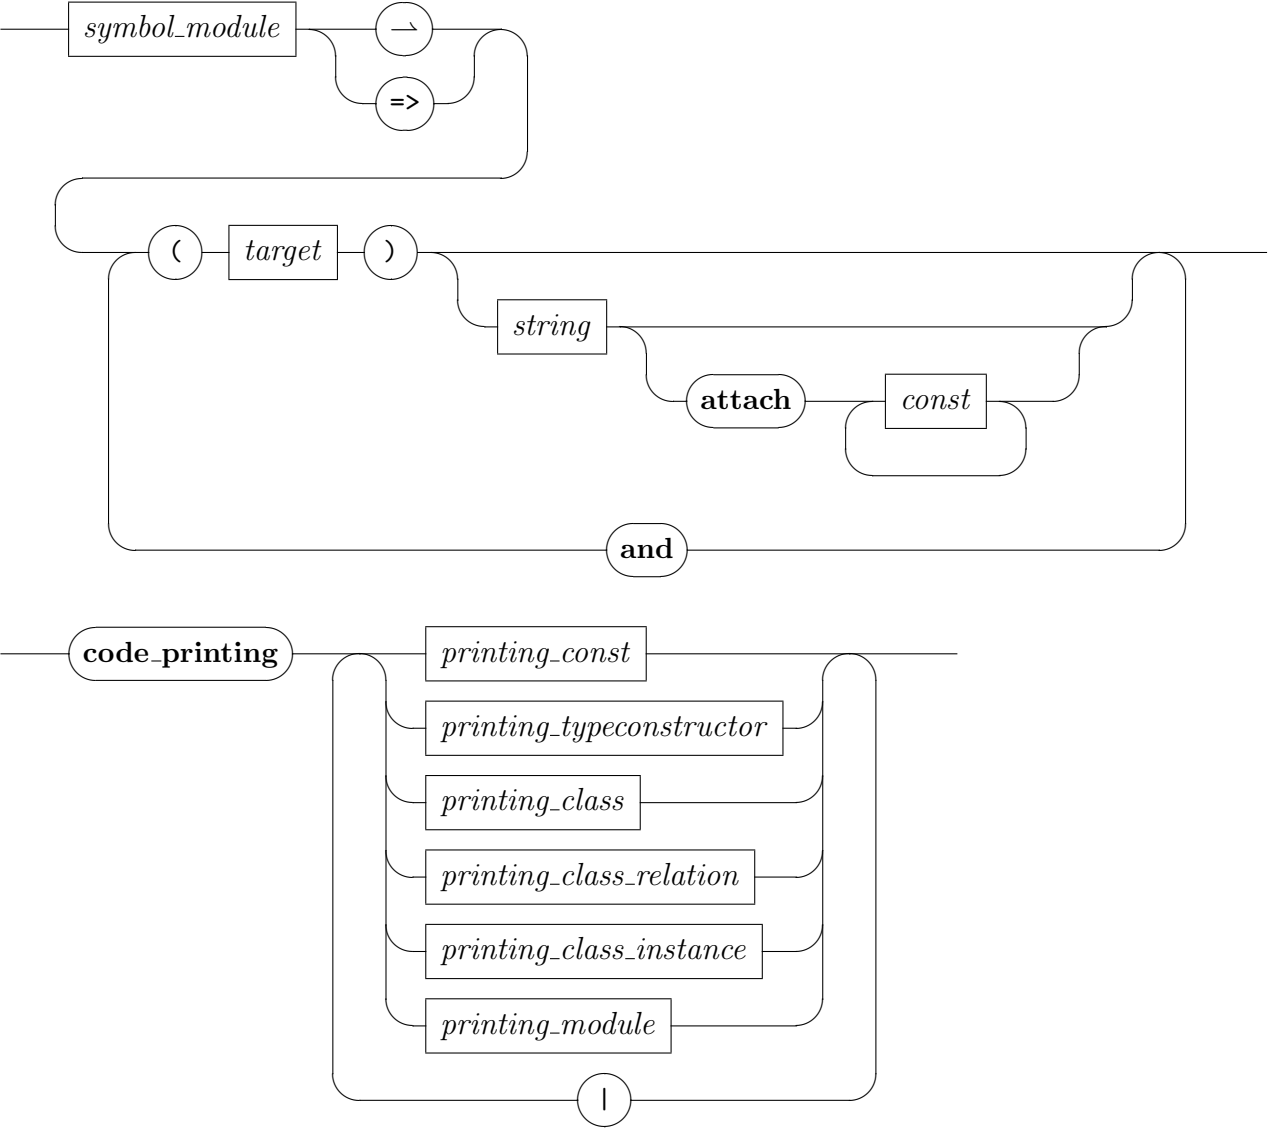 symbol_module ⇀
=>
( target )
string
attach const
and
code_printing printing_const
printing_typeconstructor
printing_class
printing_class_relation
printing_class_instance
printing_module
|